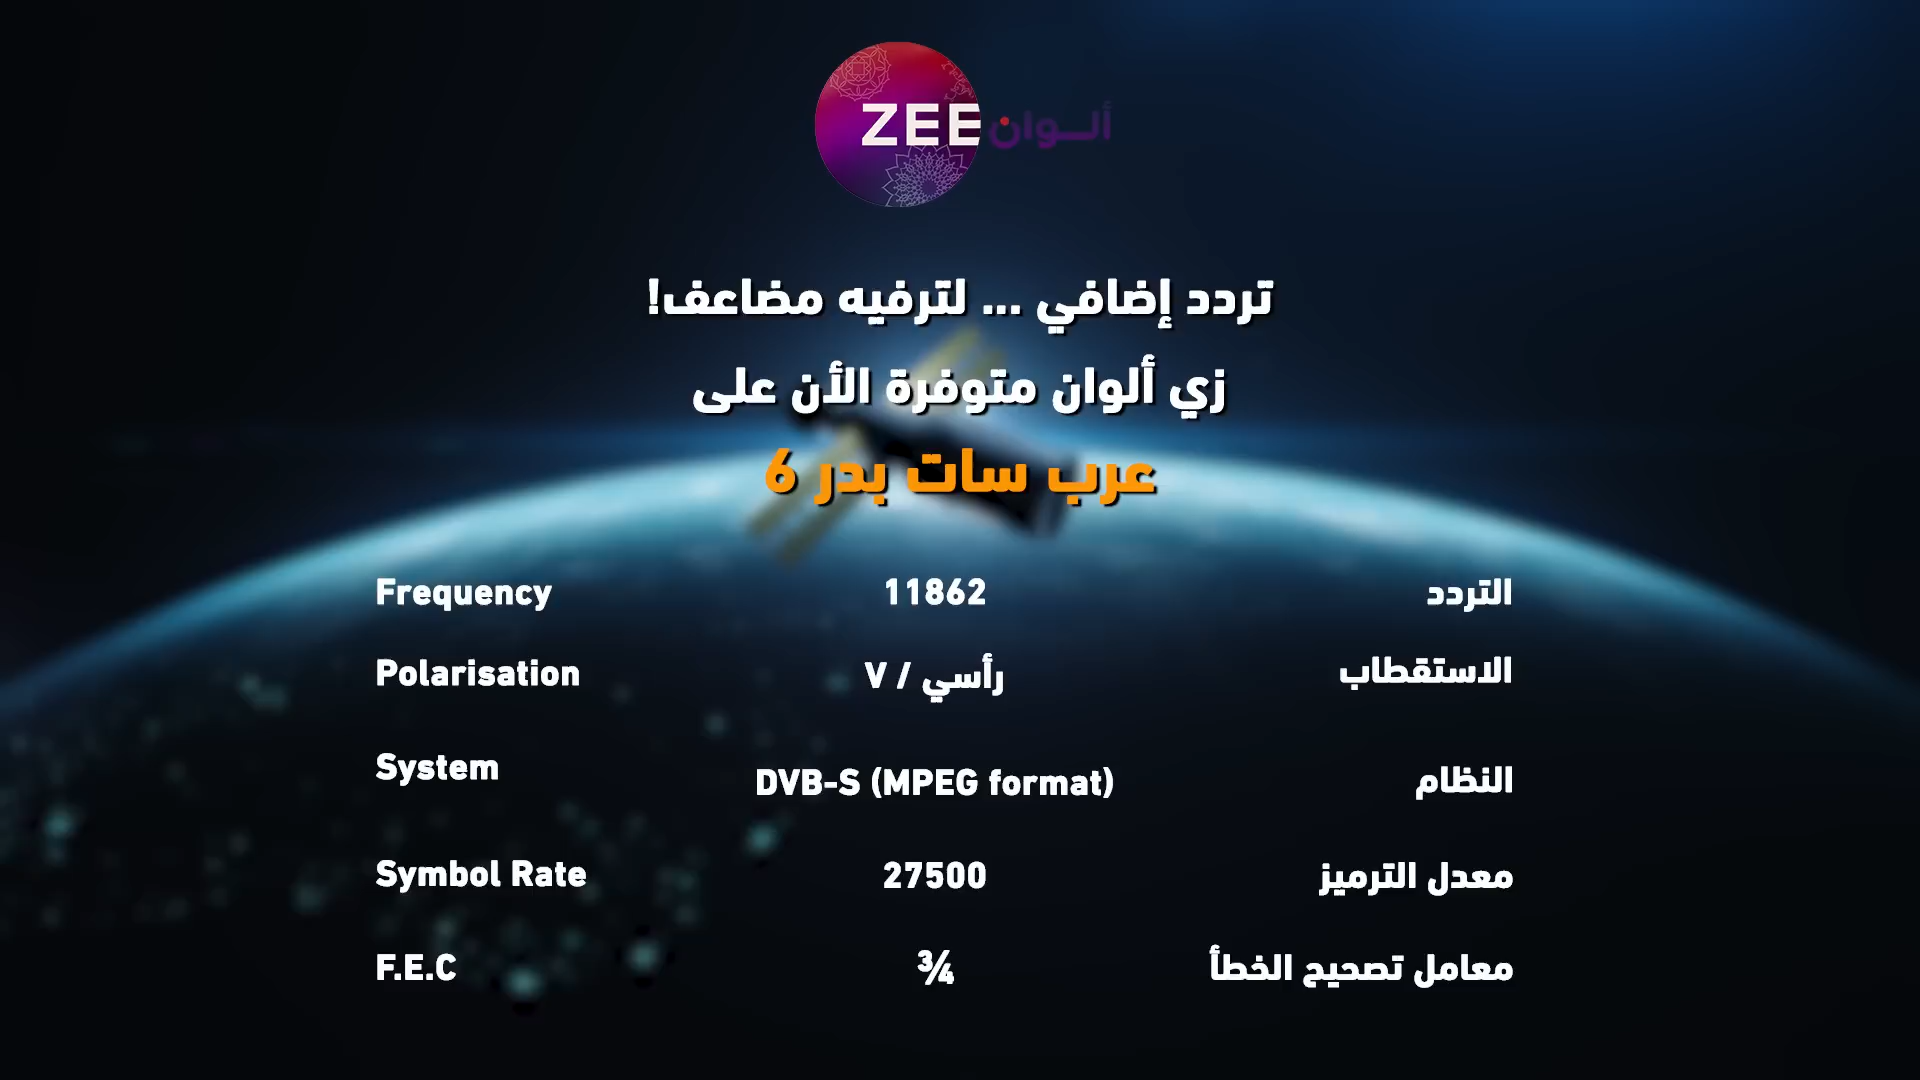 ZEE ألوان
تردد إضافي ... لترفيه مضاعف!
زي ألوان متوفرة الأن على
عرب سات بدر 6
Frequency 11862 التردد
Polarisation رأسي / V الاستقطاب
System DVB-S (MPEG format) النظام
Symbol Rate 27500 معدل الترميز
F.E.C ¾ معامل تصحيح الخطأ